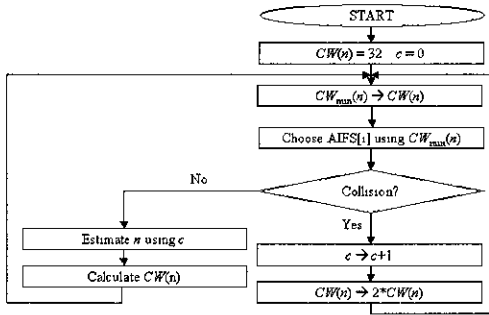 START
CW(n) = 32 c = 0
CWmin(n) → CW(n)
Choose AIFS[1] using CWmin(n)
Collision?
No
Yes
Estimate n using c
Calculate CW(n)
c → c+1
CW(n) → 2*CW(n)